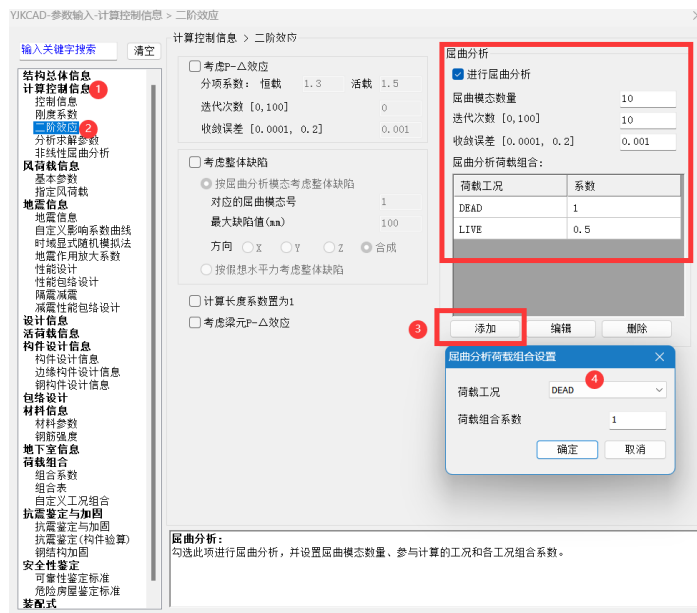 YJKCAD-参数输入-计算控制信息 > 二阶效应
输入关键字搜索 清空
结构总体信息
计算控制信息 1
控制信息
刚度系数
二阶效应 2
分析求解参数
非线性屈曲分析
风荷载信息
基本参数
指定风荷载
地震信息
地震信息
自定义影响系数曲线
时域显式随机模拟法
地震作用放大系数
性能设计
性能包络设计
隔震减震
减震性能包络设计
设计信息
活荷载信息
构件设计信息
构件设计信息
边缘构件设计信息
钢构件设计信息
包络设计
材料信息
材料参数
钢筋强度
地下室信息
荷载组合
组合系数
组合表
自定义工况组合
抗震鉴定与加固
抗震鉴定与加固
抗震鉴定(构件验算)
钢结构加固
安全性鉴定
可靠性鉴定标准
危险房屋鉴定标准
装配式
计算控制信息 > 二阶效应
考虑P-△效应
分项系数: 恒载 1.3 活载 1.5
迭代次数 [0,100] 0
收敛误差 [0.0001, 0.2] 0.001
考虑整体缺陷
按屈曲分析模态考虑整体缺陷
对应的屈曲模态号 1
最大缺陷值(mm) 100
方向 X Y Z 合成
按假想水平力考虑整体缺陷
计算长度系数置为1
考虑梁元P-△效应
屈曲分析
进行屈曲分析
屈曲模态数量 10
迭代次数 [0,100] 10
收敛误差 [0.0001, 0.2] 0.001
屈曲分析荷载组合:
荷载工况 系数
DEAD 1
LIVE 0.5
3 添加 编辑 删除
屈曲分析荷载组合设置
4
荷载工况 DEAD
荷载组合系数 1
确定 取消
屈曲分析:
勾选此项进行屈曲分析，并设置屈曲模态数量、参与计算的工况和各工况组合系数。